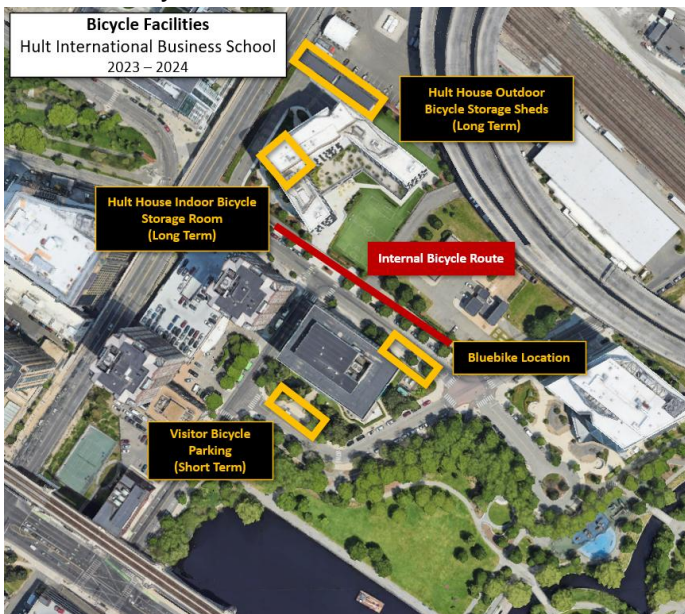 Bicycle Facilities
Hult International Business School
2023 – 2024
Hult House Outdoor
Bicycle Storage Sheds
(Long Term)
Hult House Indoor Bicycle
Storage Room
(Long Term)
Internal Bicycle Route
Bluebike Location
Visitor Bicycle
Parking
(Short Term)